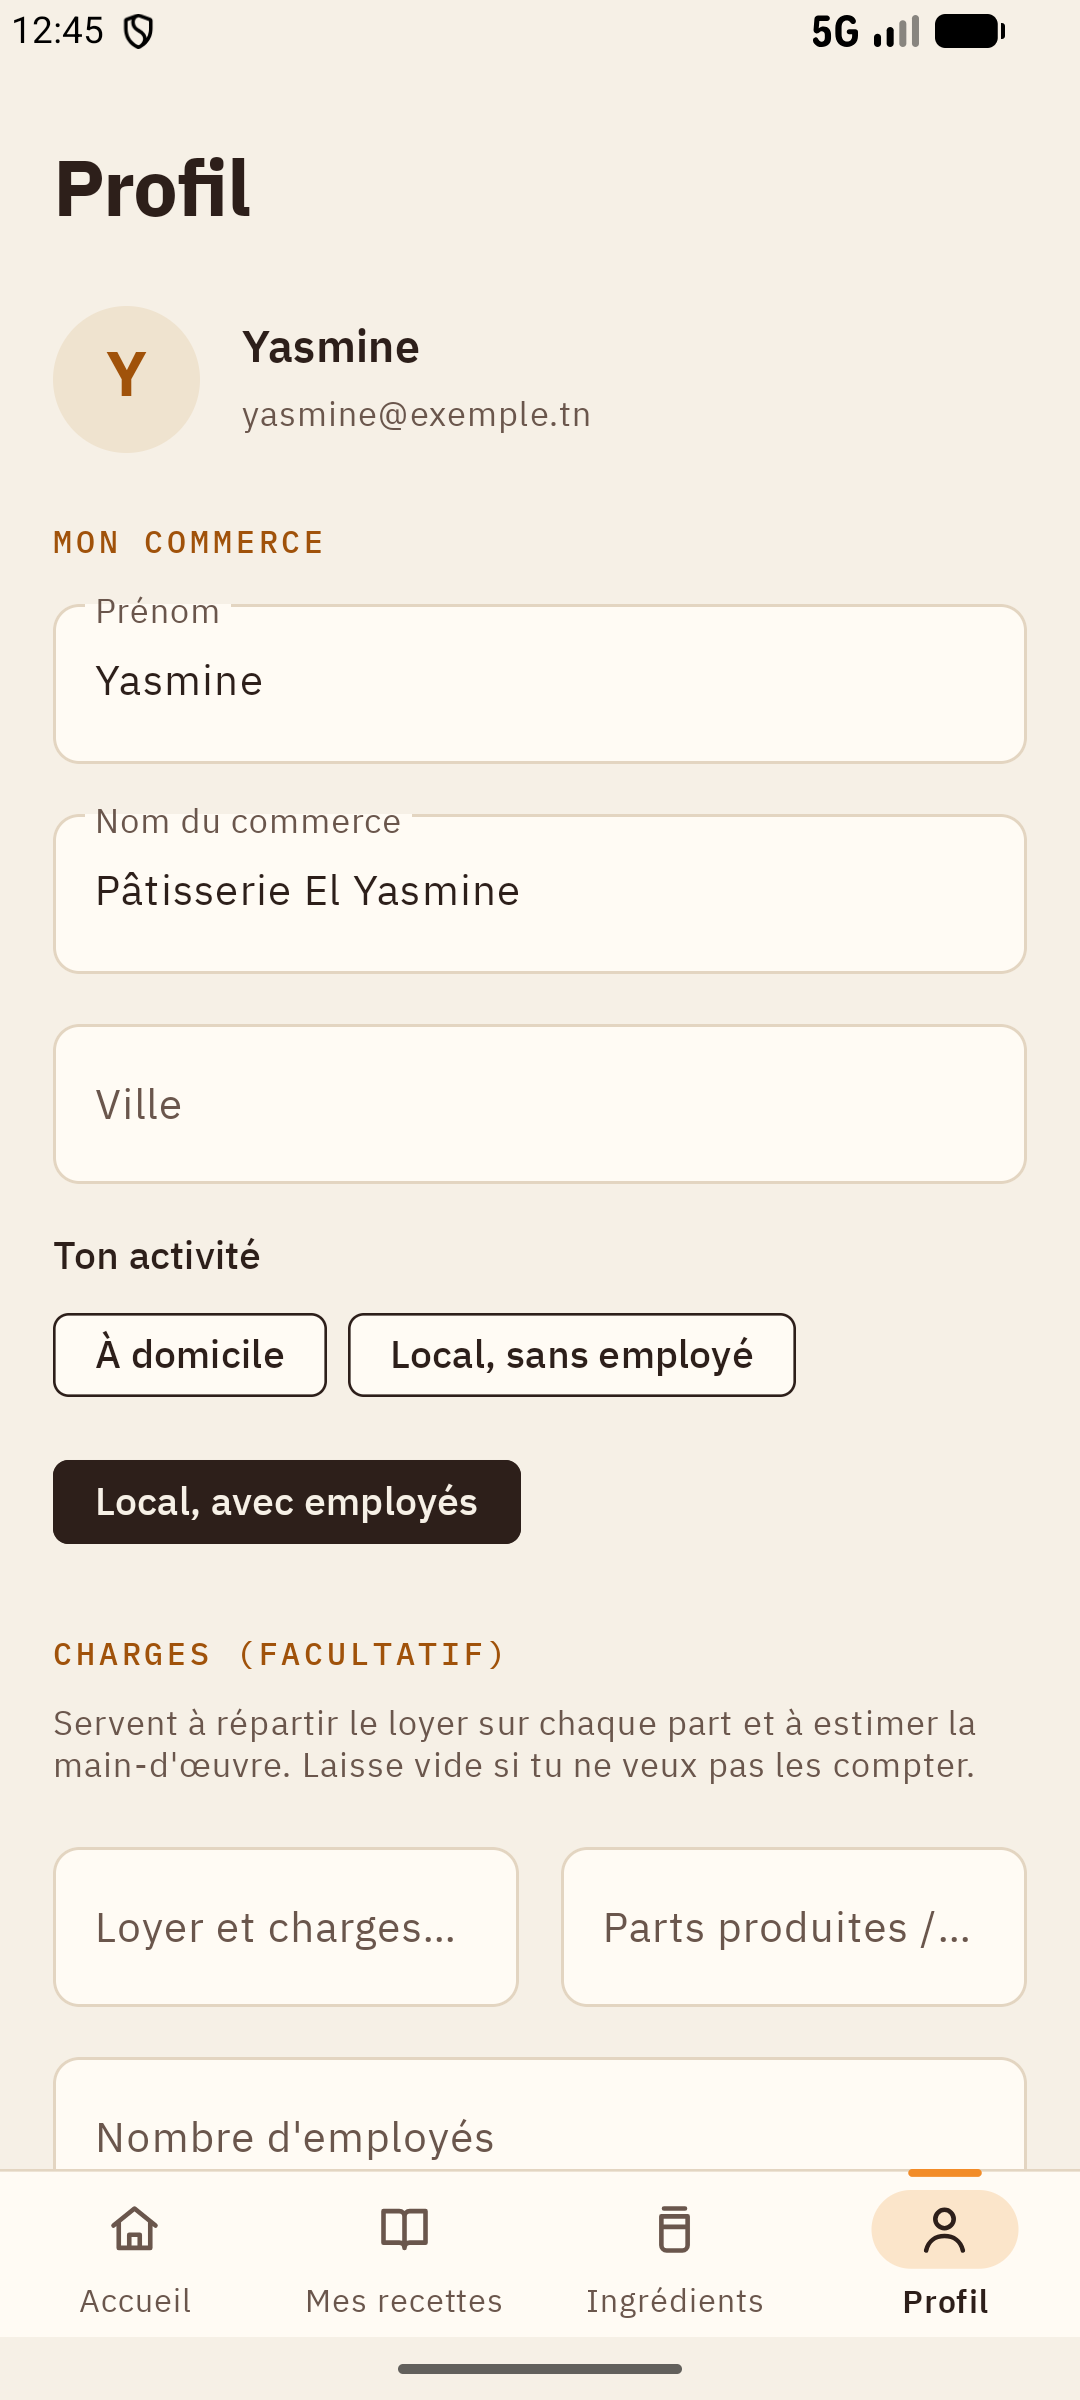 12:45
5G
Profil
Y
Yasmine
yasmine@exemple.tn
MON COMMERCE
Prénom
Yasmine
Nom du commerce
Pâtisserie El Yasmine
Ville
Ton activité
À domicile
Local, sans employé
Local, avec employés
CHARGES (FACULTATIF)
Servent à répartir le loyer sur chaque part et à estimer la
main-d'œuvre. Laisse vide si tu ne veux pas les compter.
Loyer et charges...
Parts produites /...
Nombre d'employés
Accueil
Mes recettes
Ingrédients
Profil